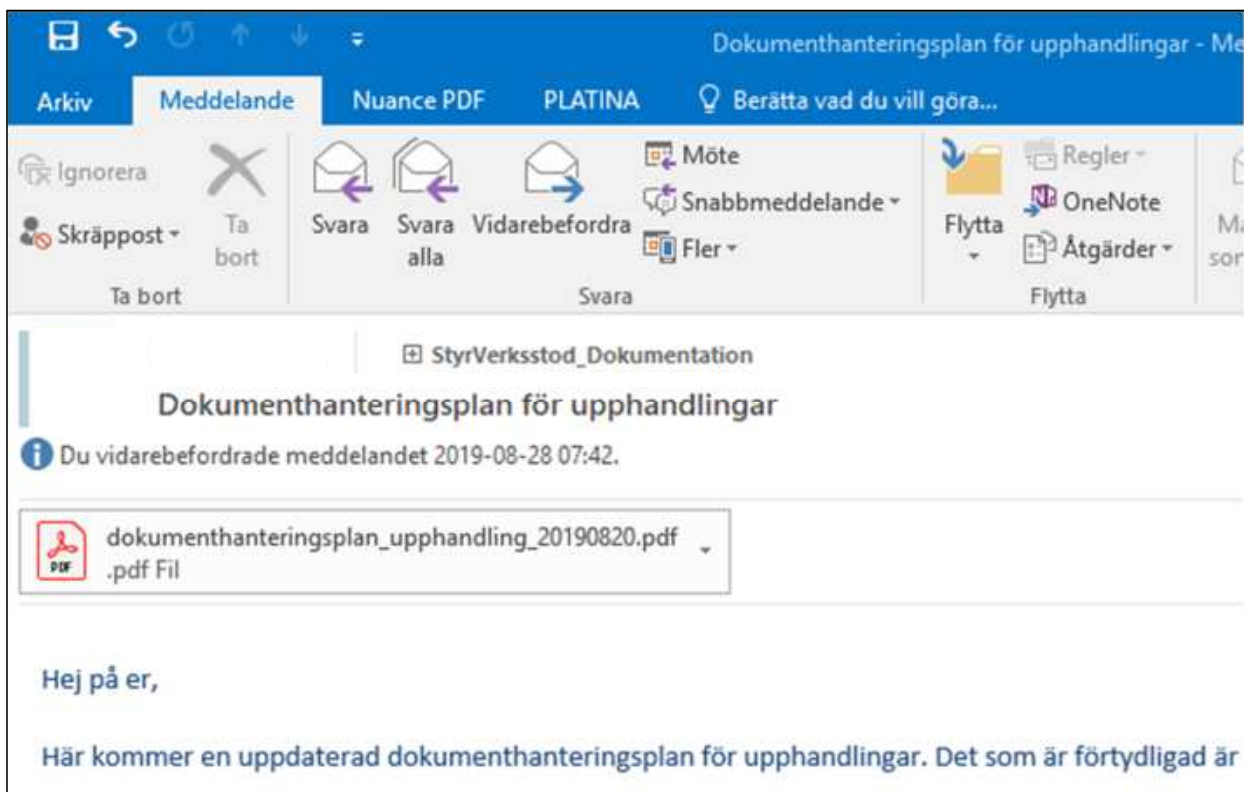 Dokumenthanteringsplan för upphandlingar - Me
Arkiv Meddelande Nuance PDF PLATINA Berätta vad du vill göra...
Ignorera
Skräppost
Ta bort
Svara
Svara alla
Vidarebefordra
Möte
Snabbmeddelande
Fler
Flytta
Regler
OneNote
Åtgärder
Ta bort Svara Flytta
StyrVerksstod_Dokumentation
Dokumenthanteringsplan för upphandlingar
Du vidarebefordrade meddelandet 2019-08-28 07:42.
dokumenthanteringsplan_upphandling_20190820.pdf
.pdf Fil
PDF
Hej på er,
Här kommer en uppdaterad dokumenthanteringsplan för upphandlingar. Det som är förtydligad är